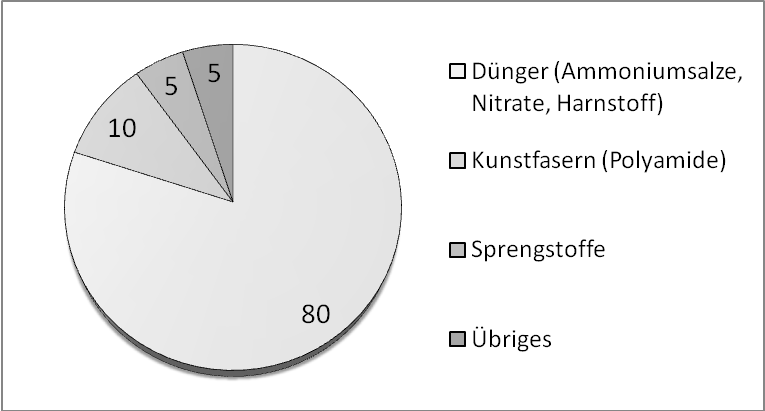 5
5
10
80
Dünger (Ammoniumsalze,
Nitrate, Harnstoff)
Kunstfasern (Polyamide)
Sprengstoffe
Übriges